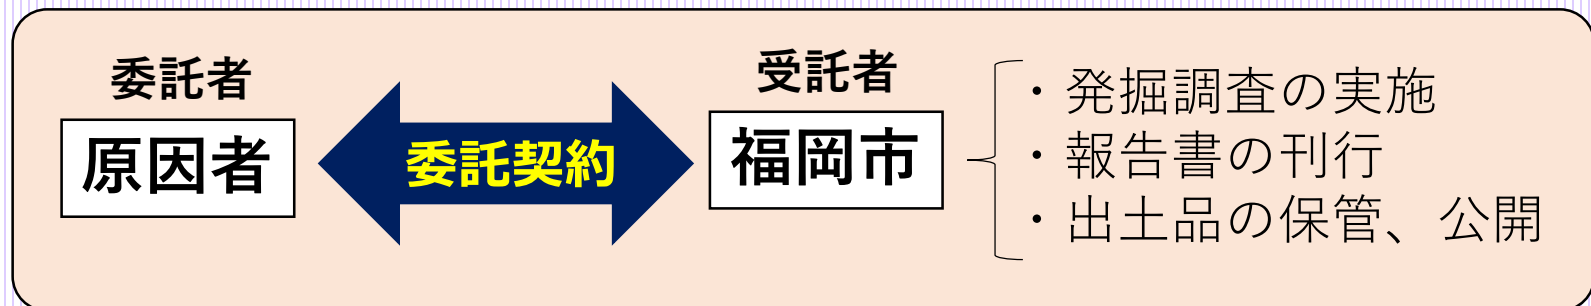 委託者
原因者
委託契約
受託者
福岡市
・発掘調査の実施
・報告書の刊行
・出土品の保管、公開